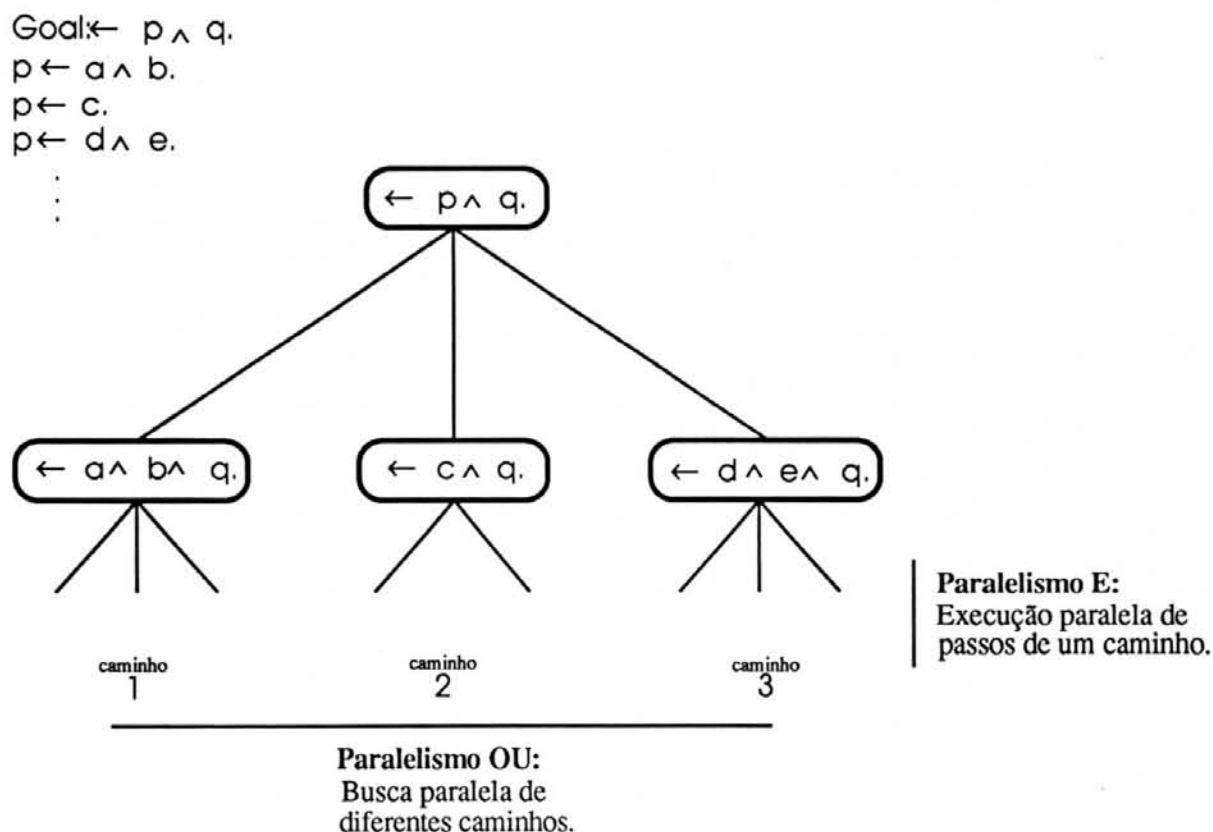 Goal:← p ∧ q.
p ← a ∧ b.
p ← c.
p ← d ∧ e.
.
.
.
← p ∧ q.
← a ∧ b ∧ q.
← c ∧ q.
← d ∧ e ∧ q.
Paralelismo E:
Execução paralela de
passos de um caminho.
caminho
1
caminho
2
caminho
3
Paralelismo OU:
Busca paralela de
diferentes caminhos.